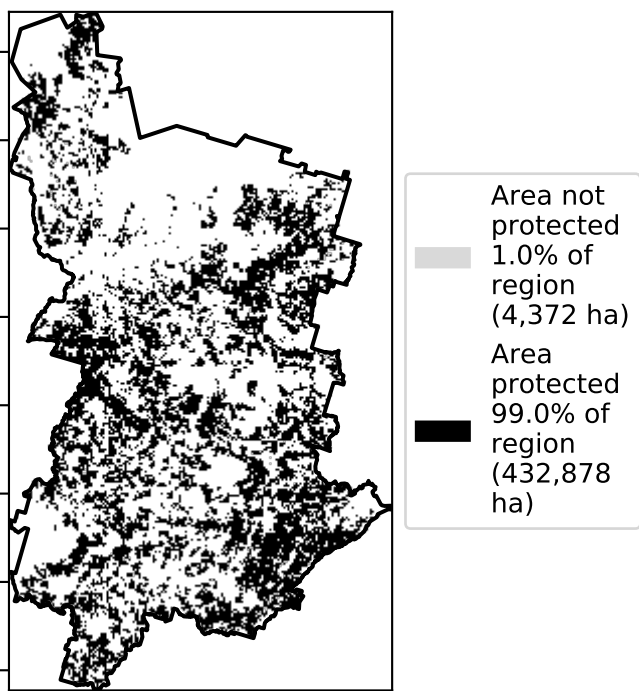 Area not
protected
1.0% of
region
(4,372 ha)
Area
protected
99.0% of
region
(432,878
ha)